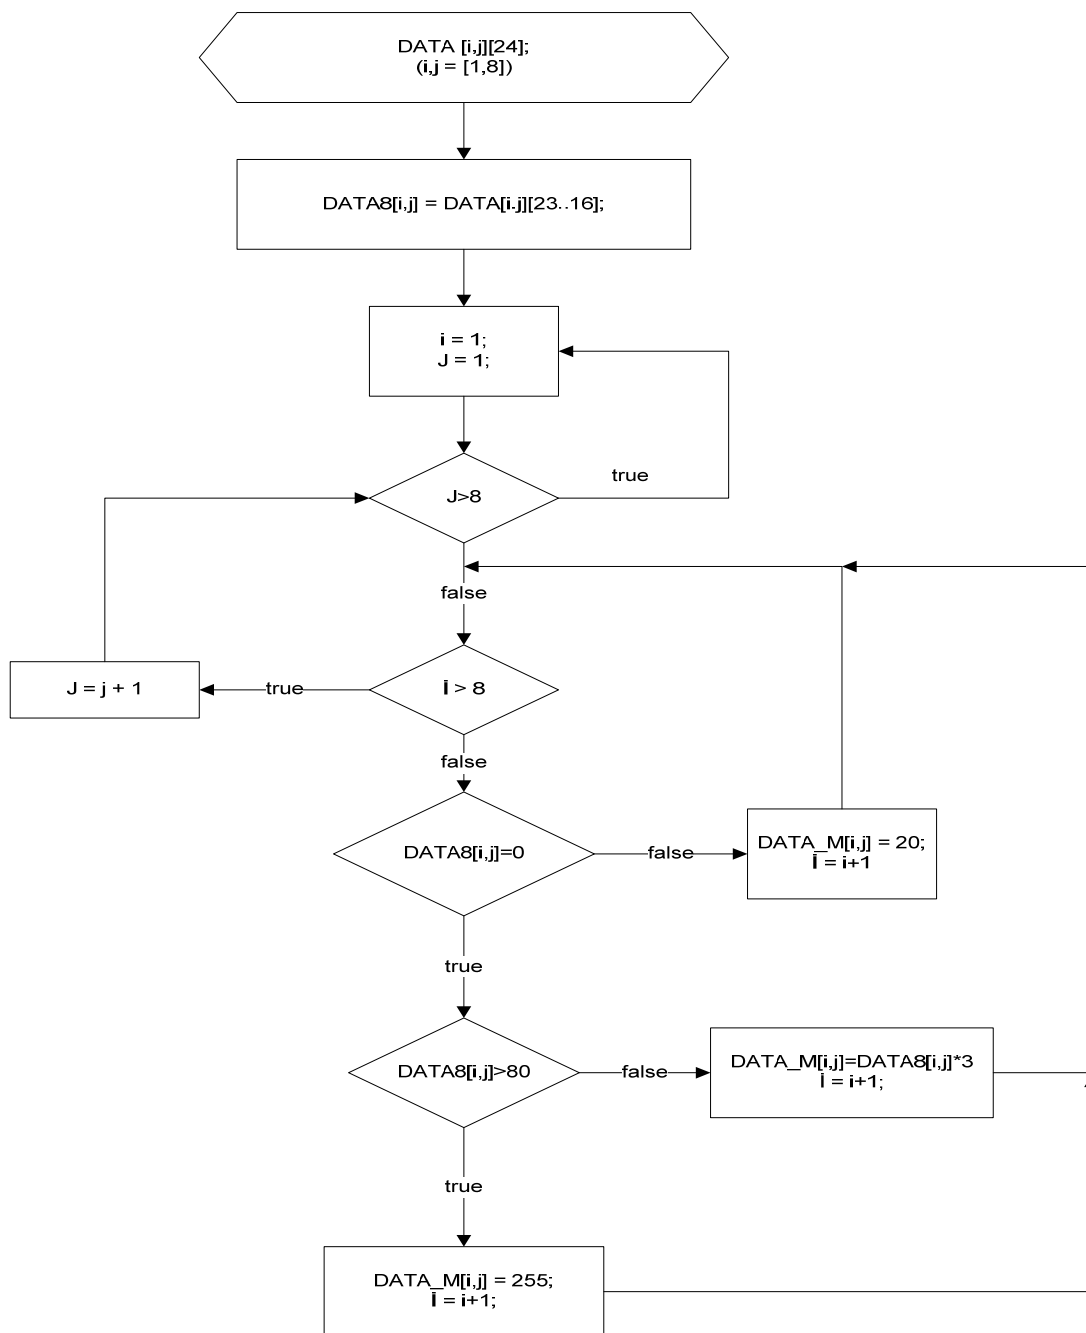 DATA [i,j][24];
(i,j = [1,8])
DATA8[i,j] = DATA[i.j][23..16];
i = 1;
J = 1;
J>8
true
false
J = j + 1
true
İ > 8
false
DATA8[i,j]=0
false
DATA_M[i,j] = 20;
İ = i+1
true
DATA8[i,j]>80
false
DATA_M[i,j]=DATA8[i,j]*3
İ = i+1;
true
DATA_M[i,j] = 255;
İ = i+1;